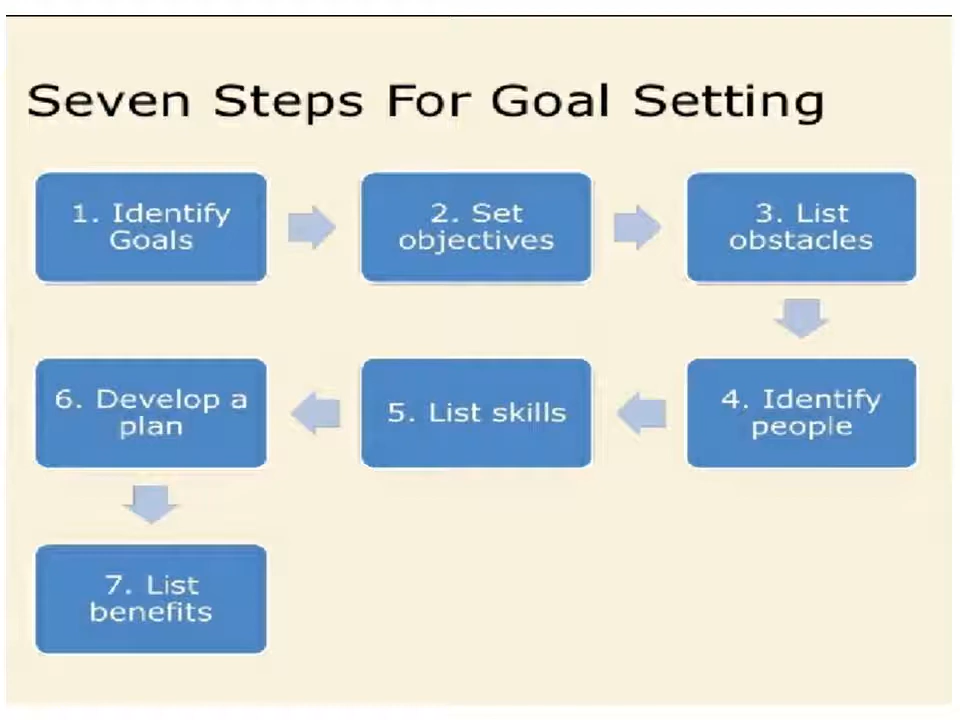 Seven Steps For Goal Setting
1. Identify
Goals
2. Set
objectives
3. List
obstacles
4. Identify
people
5. List skills
6. Develop a
plan
7. List
benefits